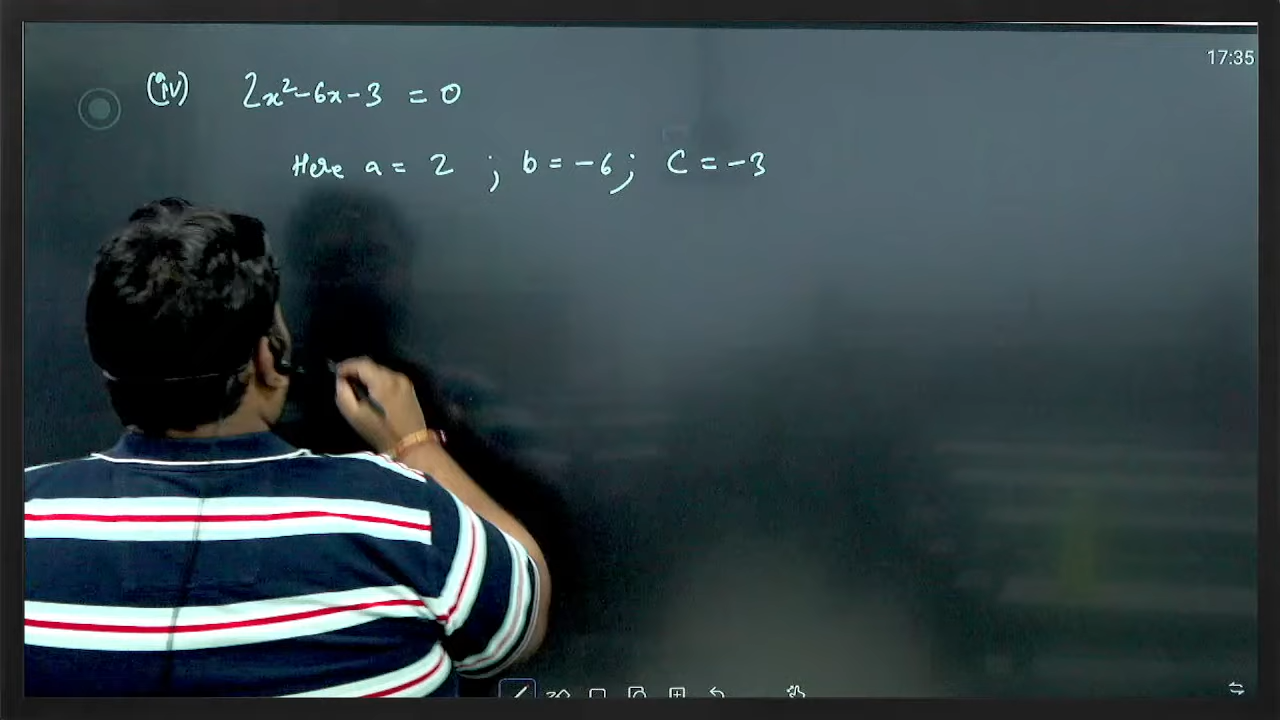 17:35
(iv) 2x²-6x-3 = 0
Here a = 2 ; b = -6; C = -3